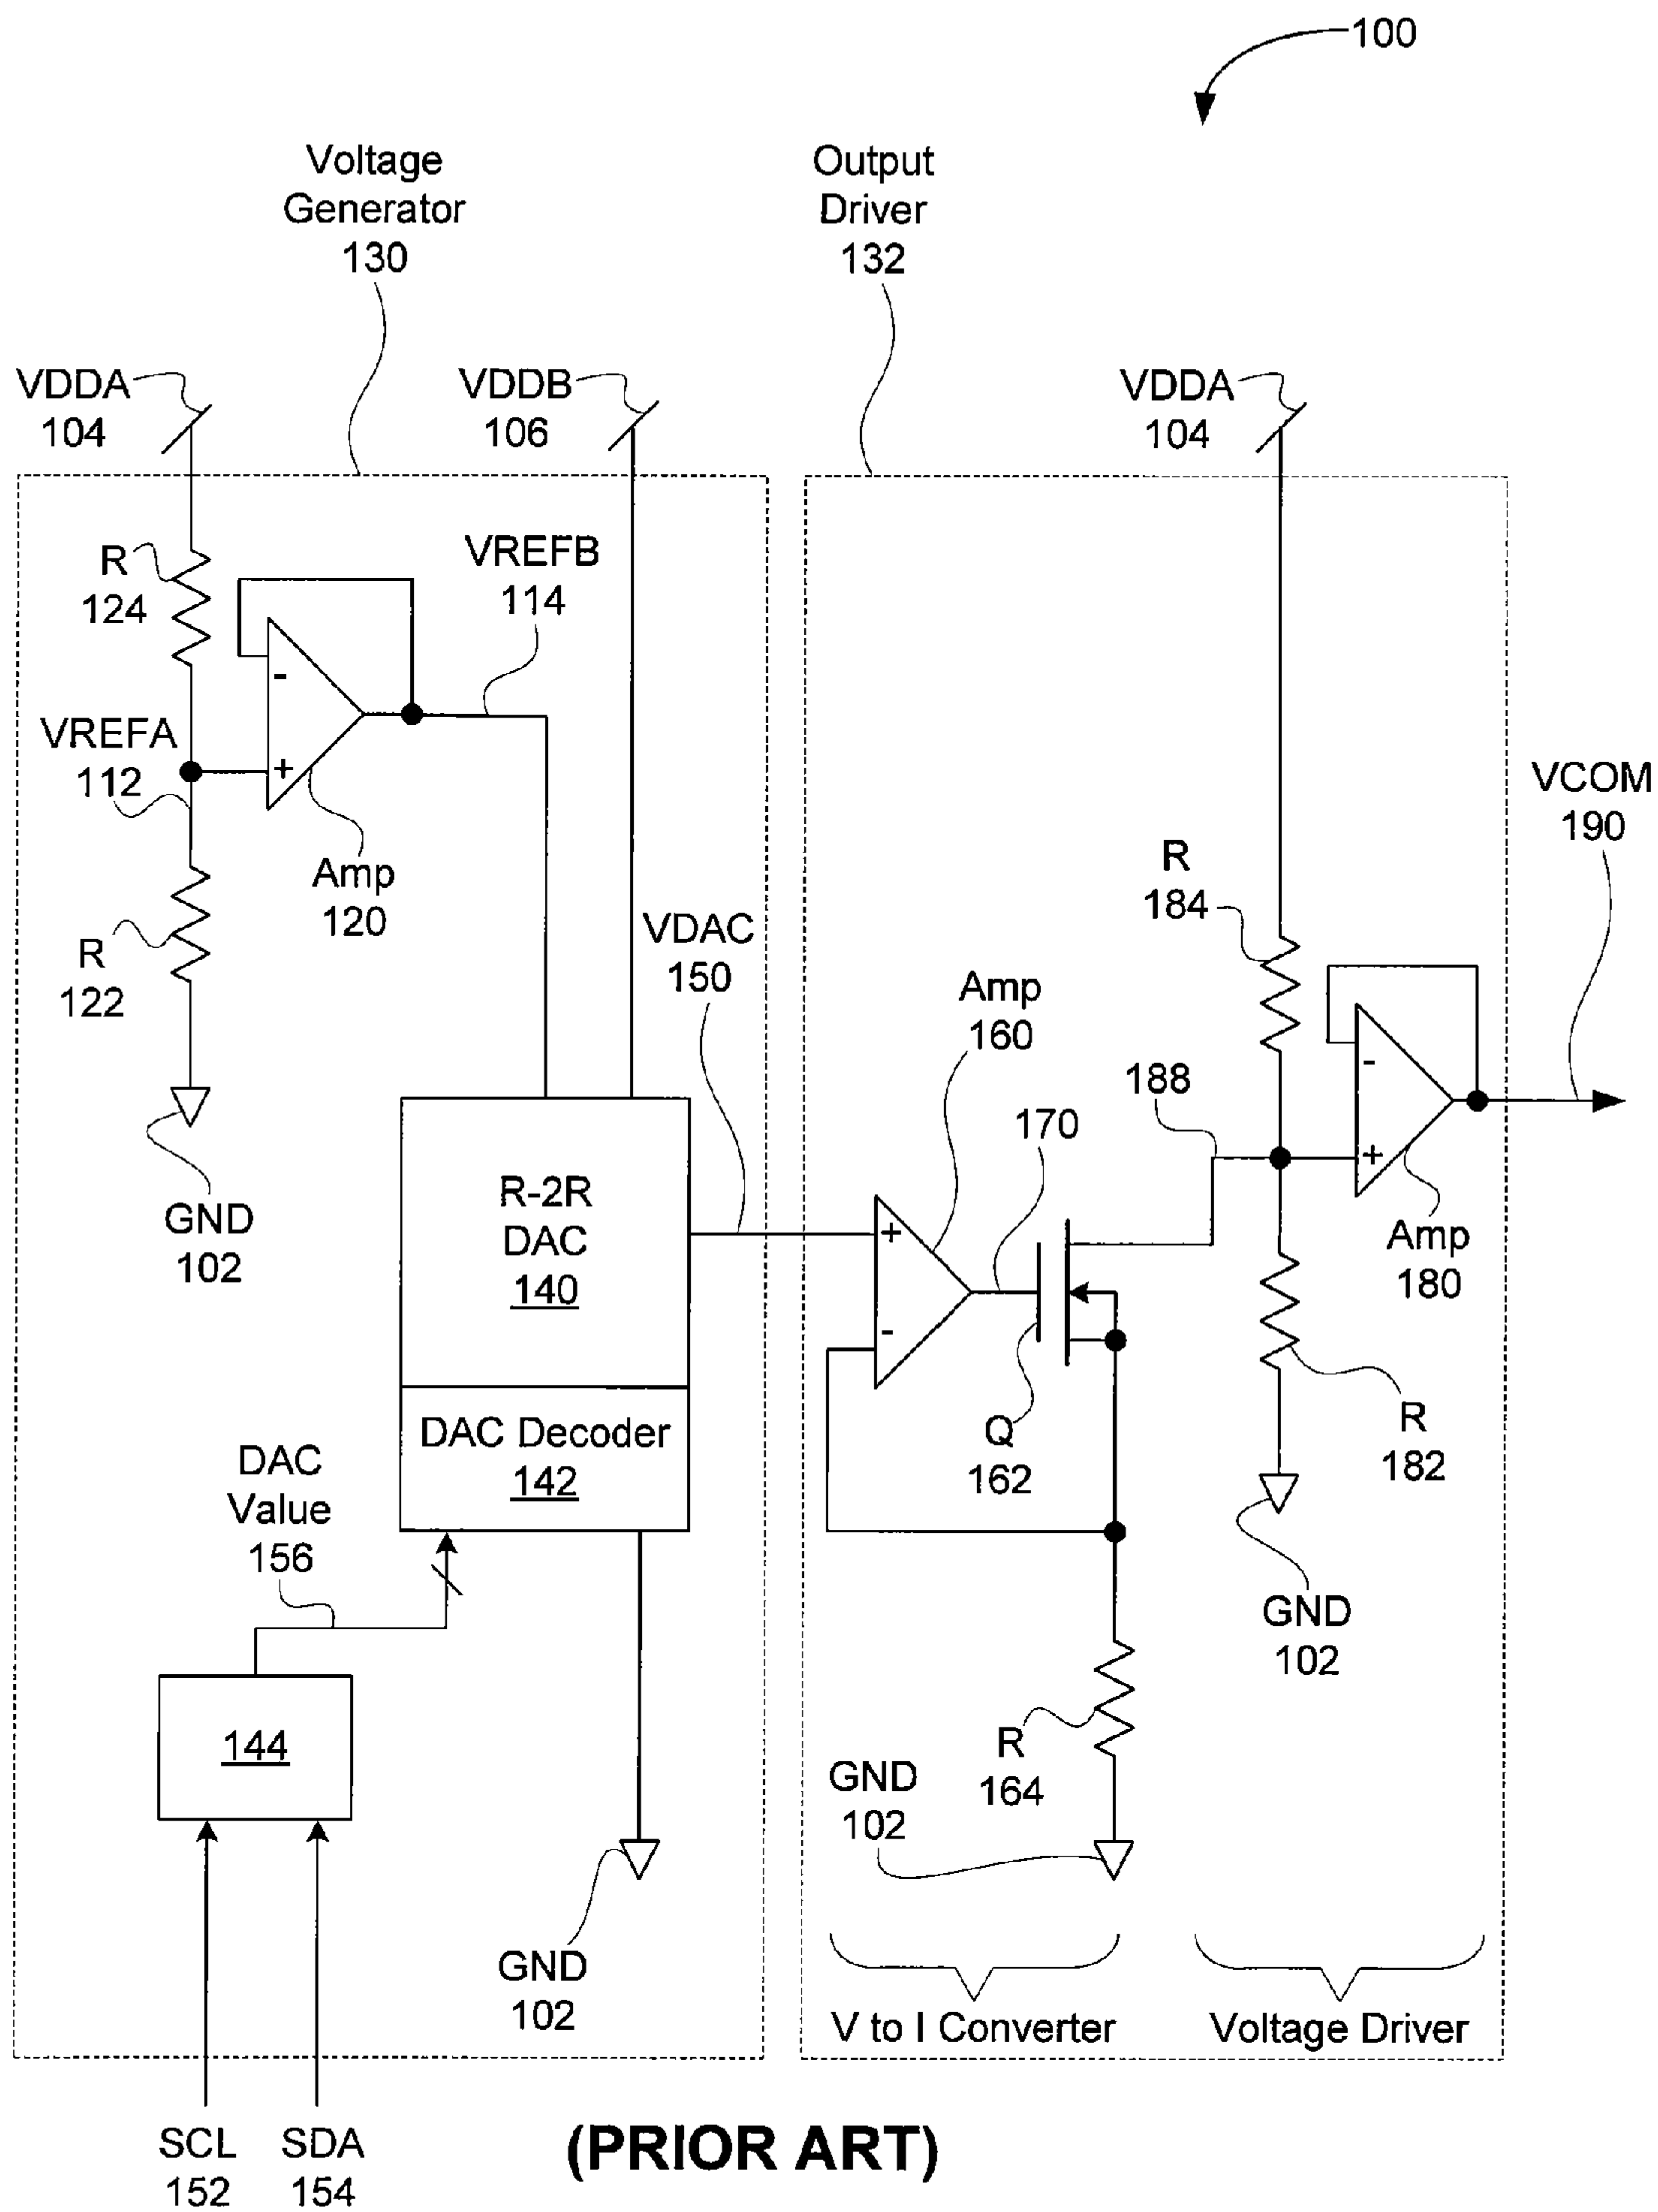 100
Voltage
Generator
130
Output
Driver
132
VDDA
104
VDDB
106
VDDA
104
R
124
VREFB
114
-
+
VREFA
112
Amp
120
R
122
GND
102
VDAC
150
R-2R
DAC
140
DAC Decoder
142
DAC
Value
156
144
GND
102
SCL
152
SDA
154
Amp
160
170
+
-
Q
162
188
R
184
-
+
Amp
180
VCOM
190
R
182
GND
102
R
164
GND
102
V to I Converter
Voltage Driver
(PRIOR ART)